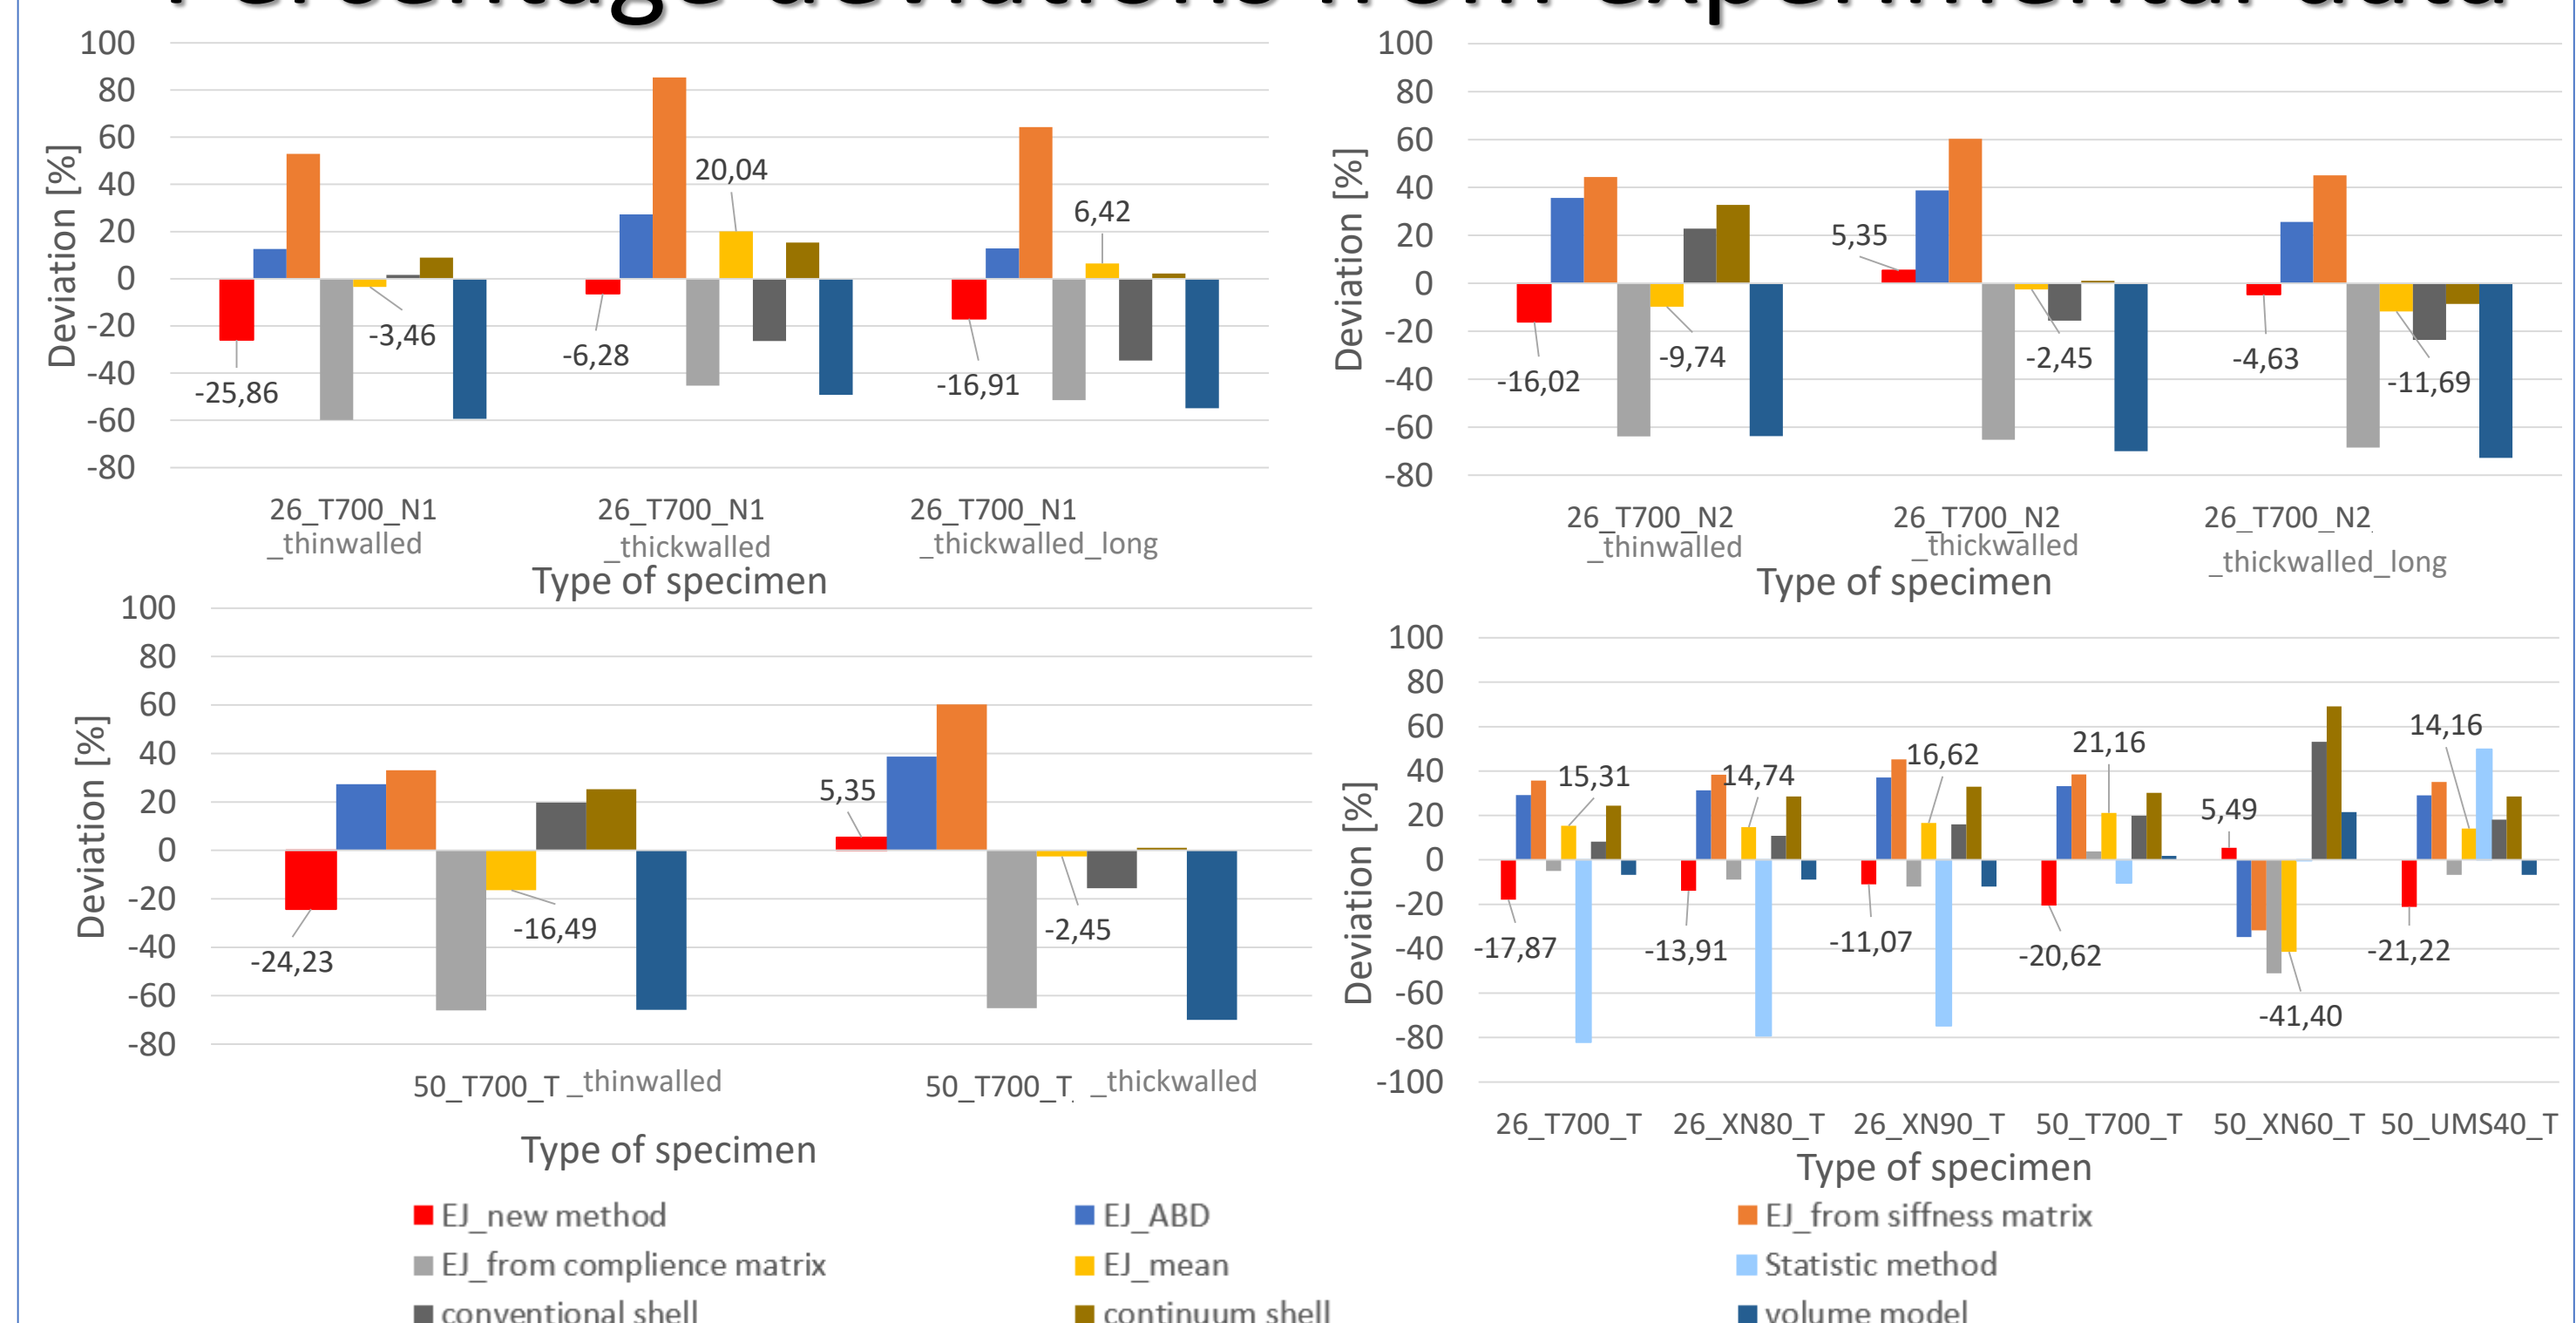 Percentage deviations from experimental data
100
80
60
40
20
0
-20
-40
-60
-80
Deviation [%]
-25,86
-3,46
-6,28
20,04
-16,91
6,42
26_T700_N1
_thinwalled
26_T700_N1
_thickwalled
26_T700_N1
_thickwalled_long
Type of specimen
100
80
60
40
20
0
-20
-40
-60
-80
Deviation [%]
-16,02
-9,74
5,35
-2,45
-4,63
-11,69
26_T700_N2
_thinwalled
26_T700_N2
_thickwalled
26_T700_N2
_thickwalled_long
Type of specimen
100
80
60
40
20
0
-20
-40
-60
-80
Deviation [%]
-24,23
-16,49
5,35
-2,45
50_T700_T _thinwalled
50_T700_T _thickwalled
Type of specimen
100
80
60
40
20
0
-20
-40
-60
-80
-100
Deviation [%]
-17,87
15,31
-13,91
14,74
-11,07
16,62
-20,62
21,16
5,49
-41,40
-21,22
14,16
26_T700_T 26_XN80_T 26_XN90_T 50_T700_T 50_XN60_T 50_UMS40_T
Type of specimen
EJ_new method EJ_ABD EJ_from siffness matrix
EJ_from complience matrix EJ_mean Statistic method
conventional shell continuum shell volume model